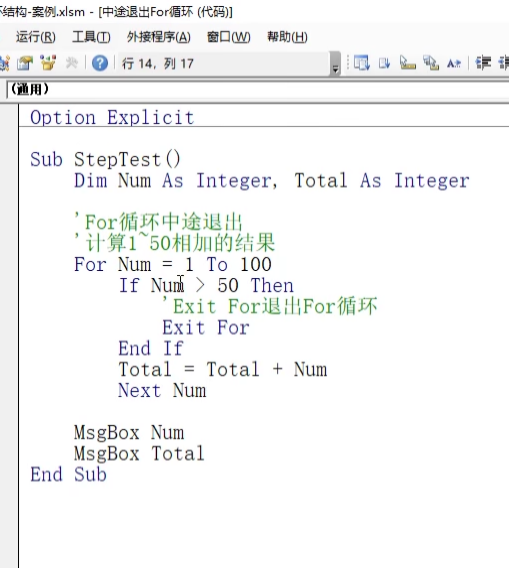 环结构-案例.xlsm - [中途退出For循环 (代码)]
运行(R) 工具(T) 外接程序(A) 窗口(W) 帮助(H)
行 14, 列 17
(通用)
Option Explicit
Sub StepTest()
Dim Num As Integer, Total As Integer
'For循环中途退出
'计算1~50相加的结果
For Num = 1 To 100
If Num > 50 Then
'Exit For退出For循环
Exit For
End If
Total = Total + Num
Next Num
MsgBox Num
MsgBox Total
End Sub